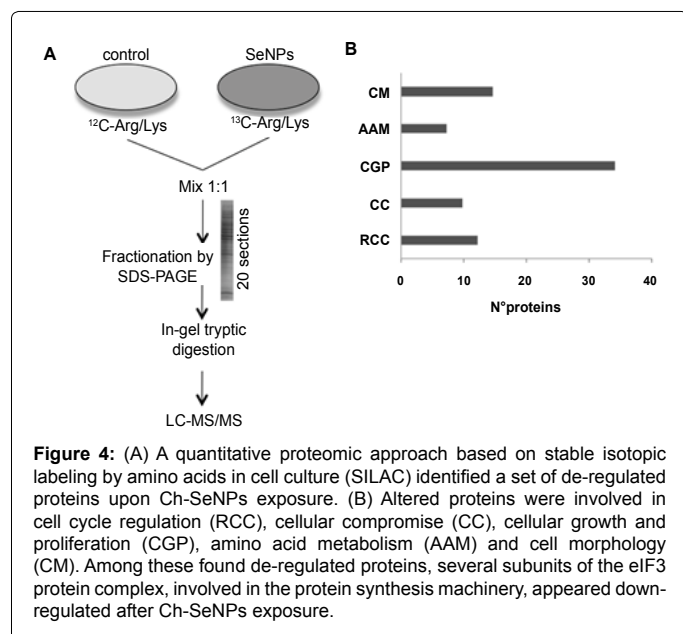 A
control
SeNPs
¹²C-Arg/Lys
¹³C-Arg/Lys
Mix 1:1
Fractionation by
SDS-PAGE
20 sections
In-gel tryptic
digestion
LC-MS/MS
B
CM
AAM
CGP
CC
RCC
0 10 20 30 40
N°proteins
Figure 4: (A) A quantitative proteomic approach based on stable isotopic
labeling by amino acids in cell culture (SILAC) identified a set of de-regulated
proteins upon Ch-SeNPs exposure. (B) Altered proteins were involved in
cell cycle regulation (RCC), cellular compromise (CC), cellular growth and
proliferation (CGP), amino acid metabolism (AAM) and cell morphology
(CM). Among these found de-regulated proteins, several subunits of the eIF3
protein complex, involved in the protein synthesis machinery, appeared down-
regulated after Ch-SeNPs exposure.